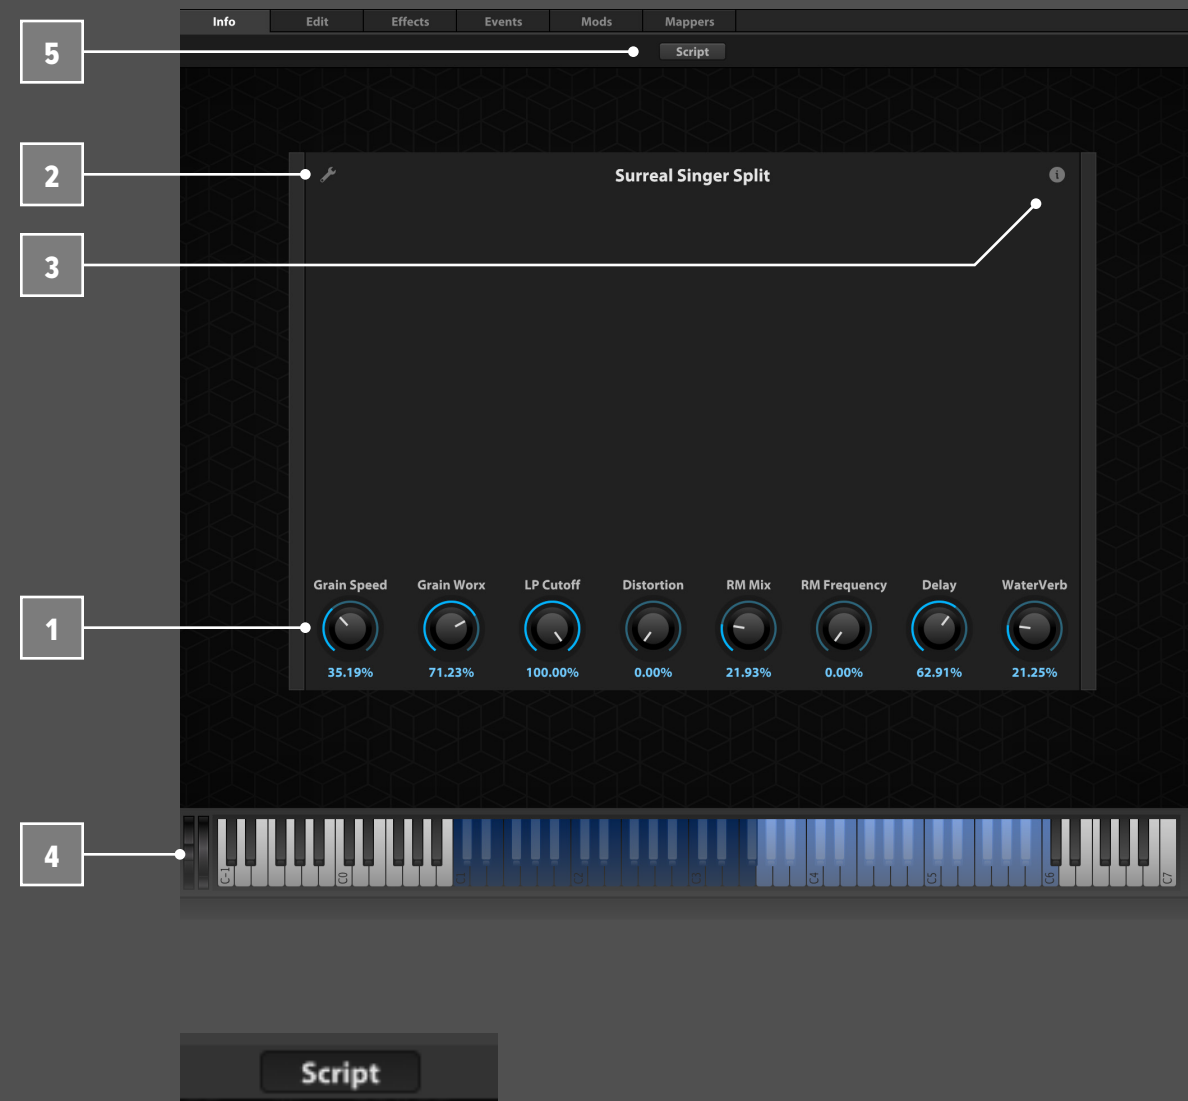 Info Edit Effects Events Mods Mappers
5
Script
2
Surreal Singer Split
i
3
Grain Speed Grain Worx LP Cutoff Distortion RM Mix RM Frequency Delay WaterVerb
1
35.19% 71.23% 100.00% 0.00% 21.93% 0.00% 62.91% 21.25%
4
C-1 C0 C1 C2 C3 C4 C5 C6 C7
Script